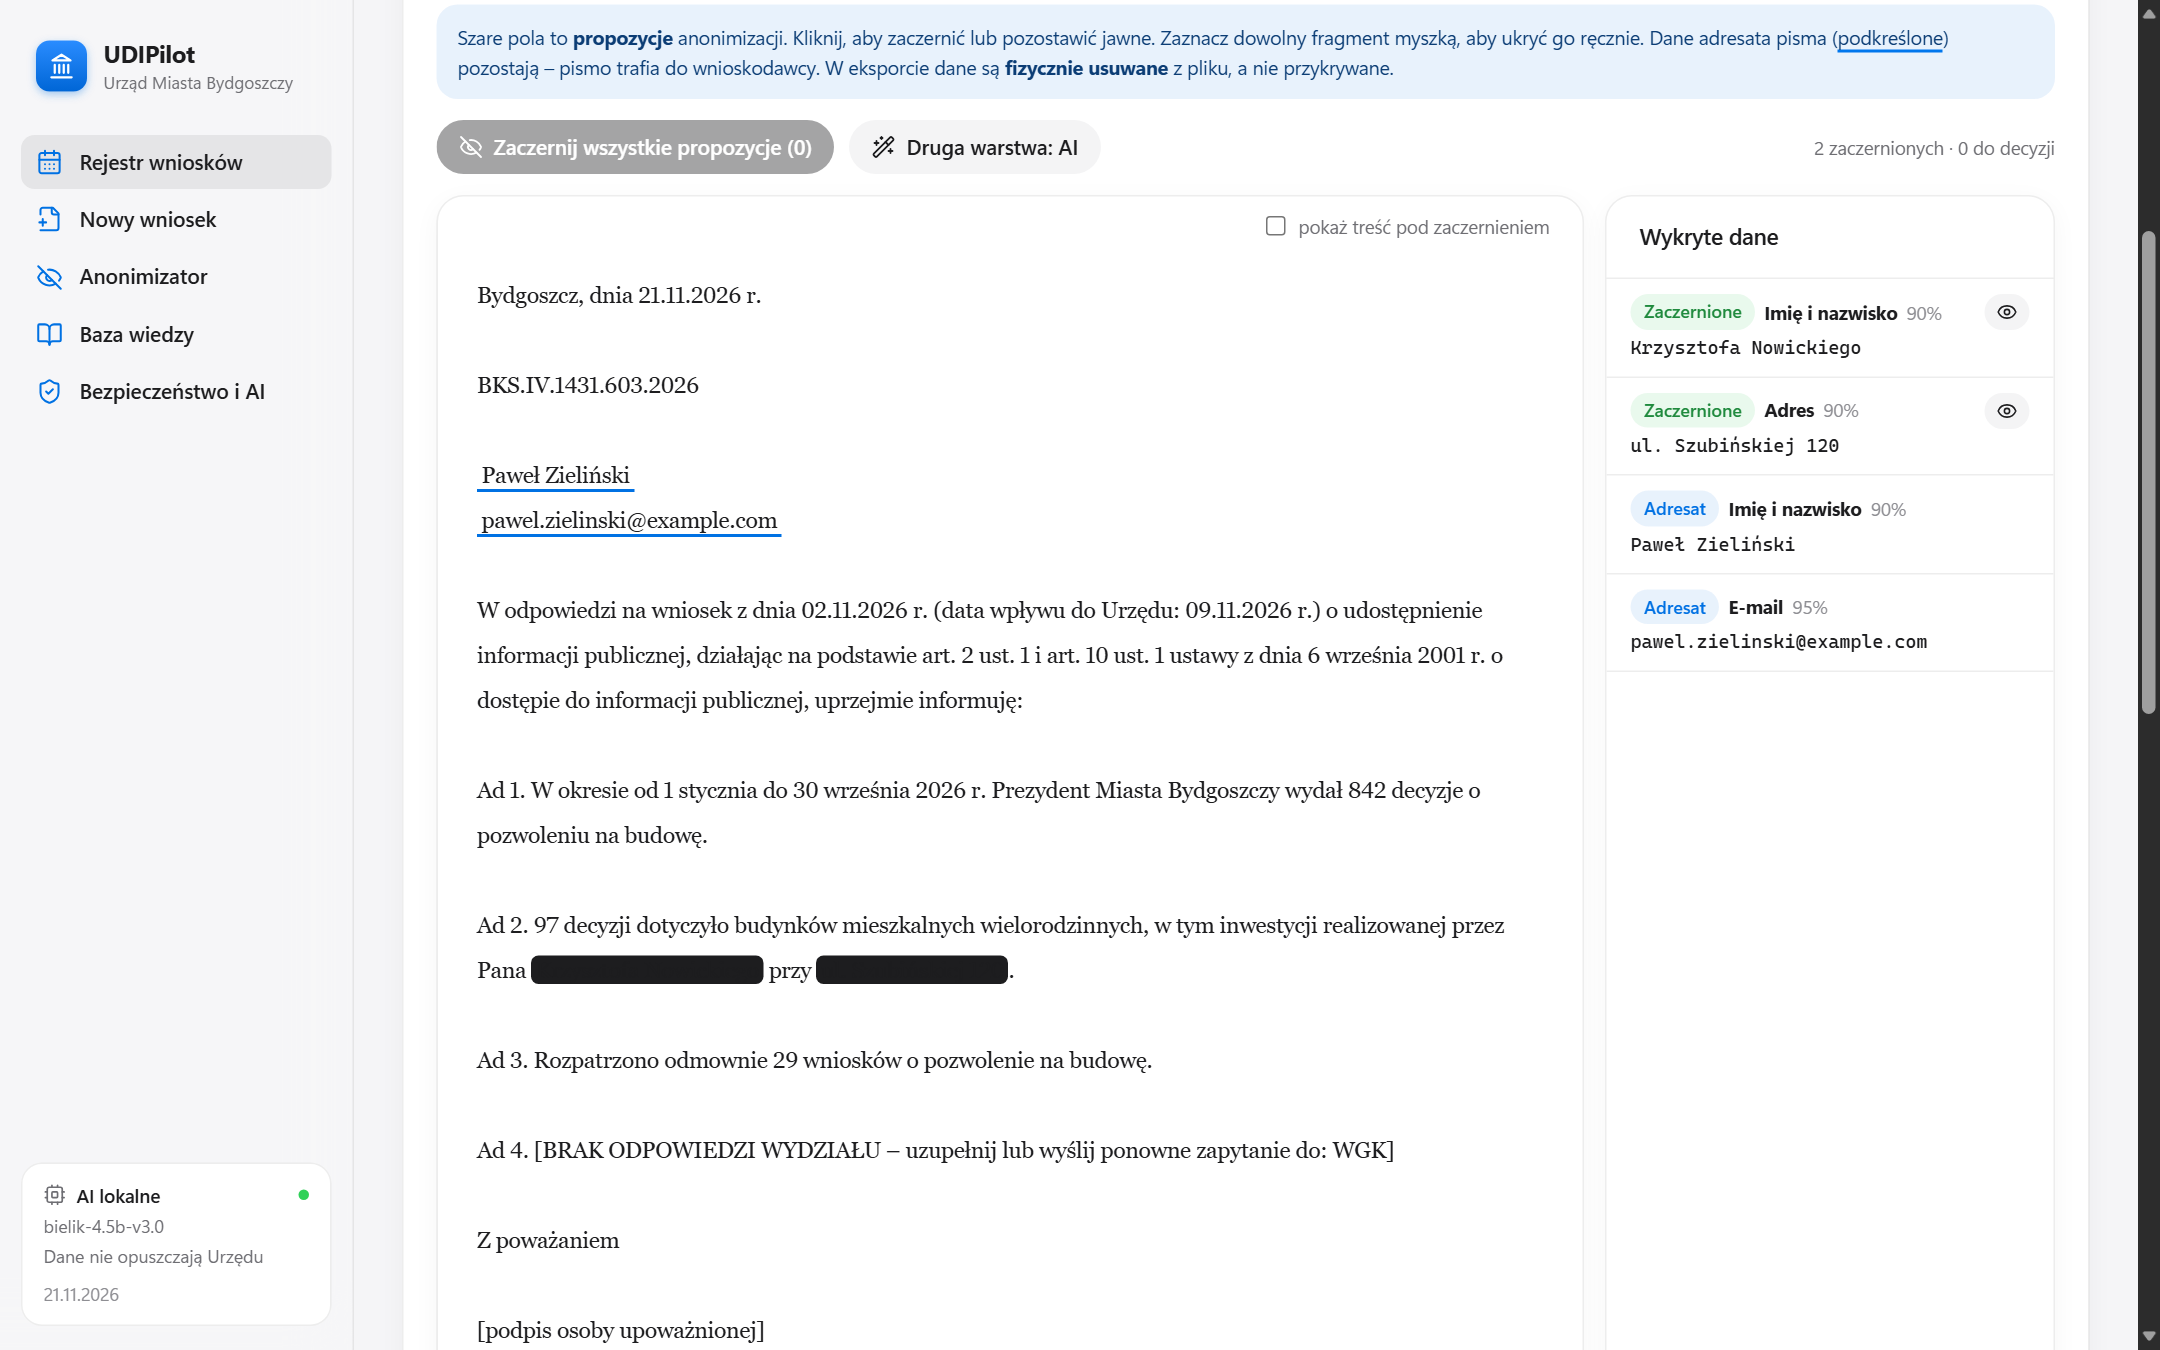 UDIPilot
Urząd Miasta Bydgoszczy
Rejestr wniosków
Nowy wniosek
Anonimizator
Baza wiedzy
Bezpieczeństwo i AI
AI lokalne
bielik-4.5b-v3.0
Dane nie opuszczają Urzędu
21.11.2026
Szare pola to propozycje anonimizacji. Kliknij, aby zaczernić lub pozostawić jawne. Zaznacz dowolny fragment myszką, aby ukryć go ręcznie. Dane adresata pisma (podkreślone)
pozostają – pismo trafia do wnioskodawcy. W eksporcie dane są fizycznie usuwane z pliku, a nie przykrywane.
Zaczernij wszystkie propozycje (0)
Druga warstwa: AI
2 zaczernionych · 0 do decyzji
pokaż treść pod zaczernieniem
Bydgoszcz, dnia 21.11.2026 r.
BKS.IV.1431.603.2026
Paweł Zieliński
pawel.zielinski@example.com
W odpowiedzi na wniosek z dnia 02.11.2026 r. (data wpływu do Urzędu: 09.11.2026 r.) o udostępnienie
informacji publicznej, działając na podstawie art. 2 ust. 1 i art. 10 ust. 1 ustawy z dnia 6 września 2001 r. o
dostępie do informacji publicznej, uprzejmie informuję:
Ad 1. W okresie od 1 stycznia do 30 września 2026 r. Prezydent Miasta Bydgoszczy wydał 842 decyzje o
pozwoleniu na budowę.
Ad 2. 97 decyzji dotyczyło budynków mieszkalnych wielorodzinnych, w tym inwestycji realizowanej przez
Pana przy .
Ad 3. Rozpatrzono odmownie 29 wniosków o pozwolenie na budowę.
Ad 4. [BRAK ODPOWIEDZI WYDZIAŁU – uzupełnij lub wyślij ponowne zapytanie do: WGK]
Z poważaniem
[podpis osoby upoważnionej]
Wykryte dane
Zaczernione Imię i nazwisko 90%
Krzysztofa Nowickiego
Zaczernione Adres 90%
ul. Szubińskiej 120
Adresat Imię i nazwisko 90%
Paweł Zieliński
Adresat E-mail 95%
pawel.zielinski@example.com